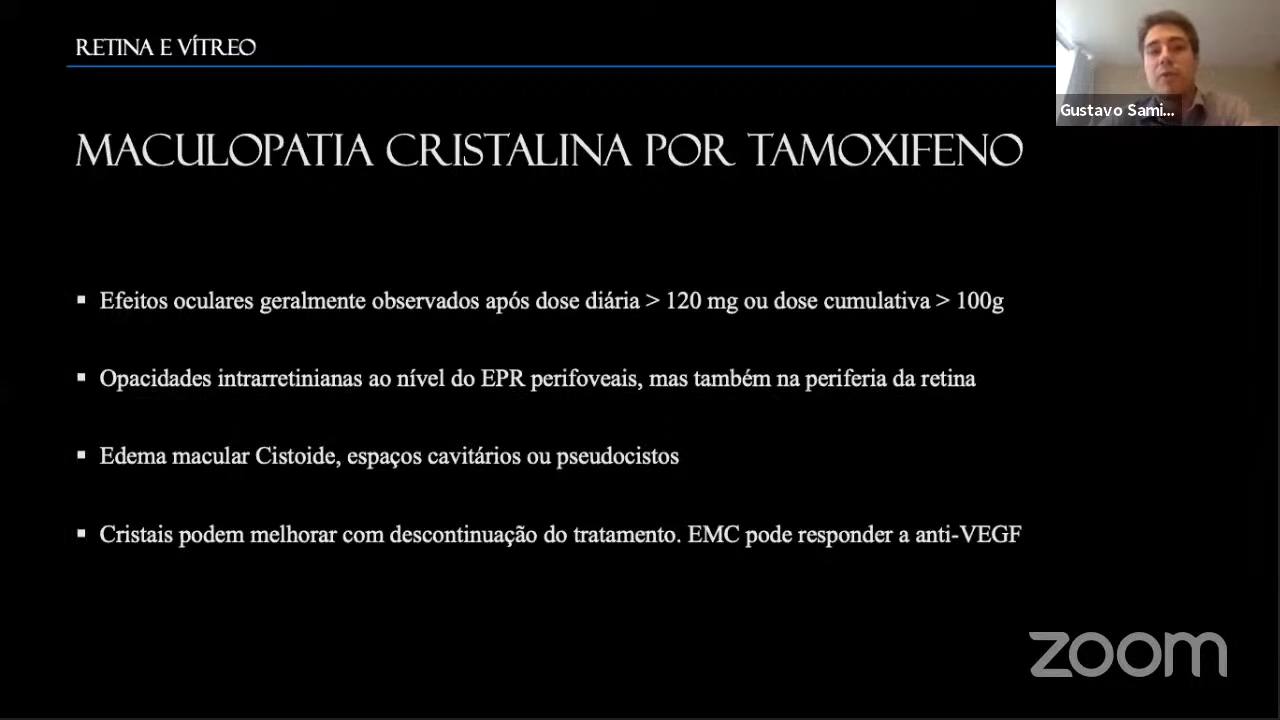 RETINA E VÍTREO
Gustavo Sami...
MACULOPATIA CRISTALINA POR TAMOXIFENO
▪ Efeitos oculares geralmente observados após dose diária > 120 mg ou dose cumulativa > 100g
▪ Opacidades intrarretinianas ao nível do EPR perifoveais, mas também na periferia da retina
▪ Edema macular Cistoide, espaços cavitários ou pseudocistos
▪ Cristais podem melhorar com descontinuação do tratamento. EMC pode responder a anti-VEGF
zoom